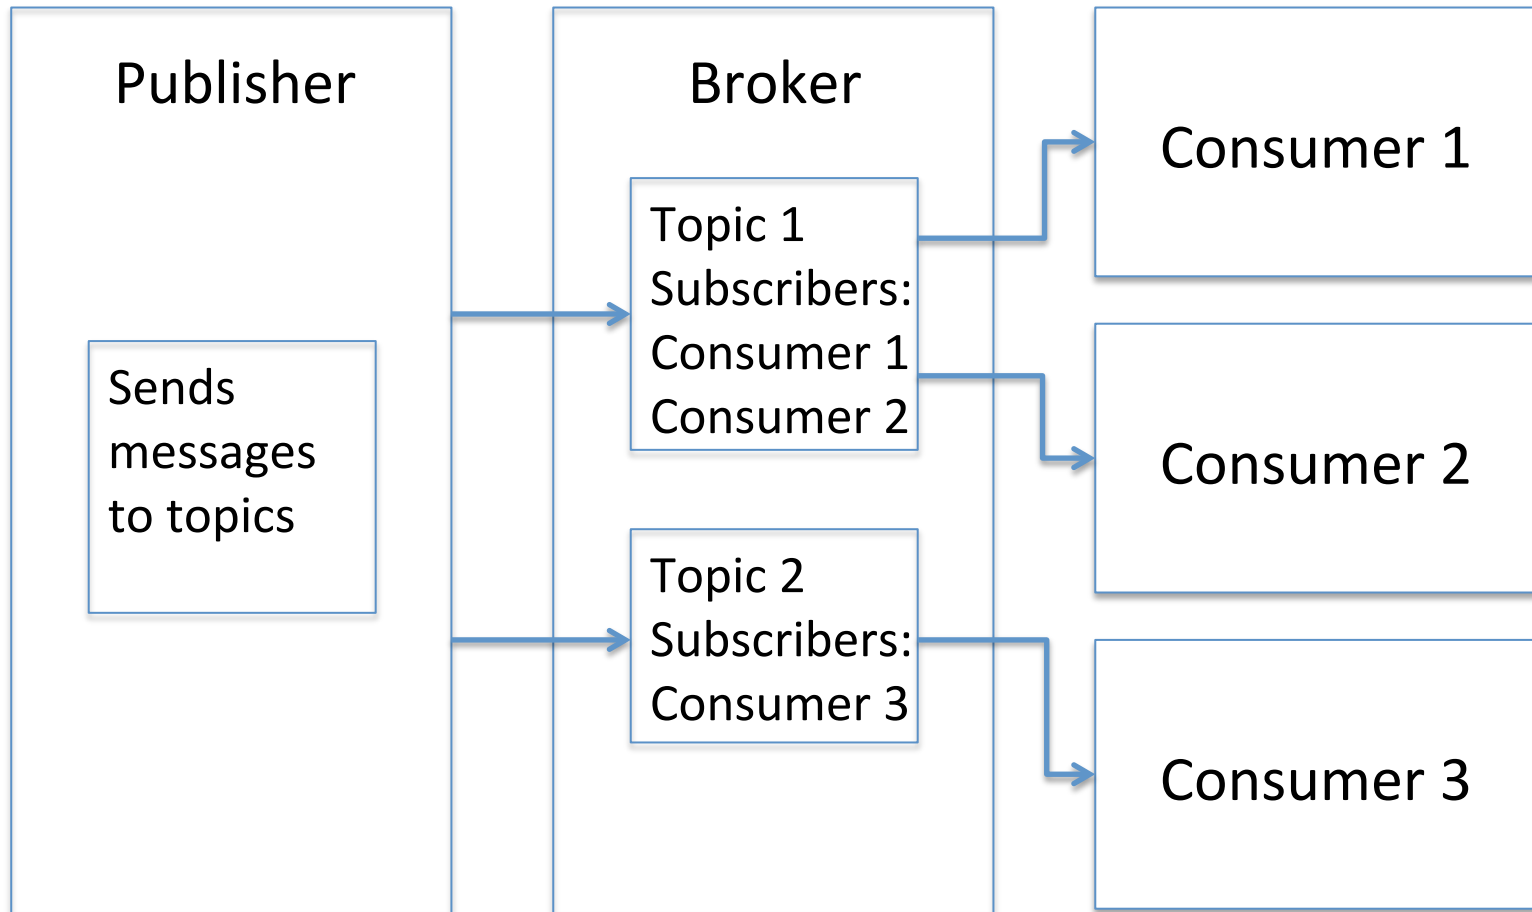 Publisher
Sends
messages
to topics
Broker
Topic 1
Subscribers:
Consumer 1
Consumer 2
Topic 2
Subscribers:
Consumer 3
Consumer 1
Consumer 2
Consumer 3